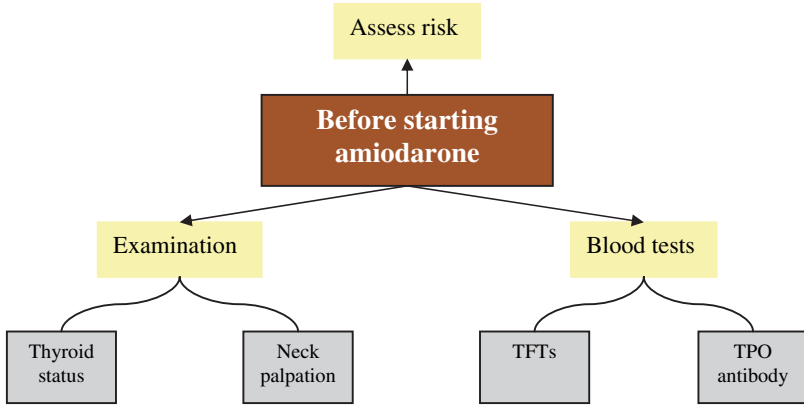 Assess risk
Before starting
amiodarone
Examination
Blood tests
Thyroid
status
Neck
palpation
TFTs
TPO
antibody